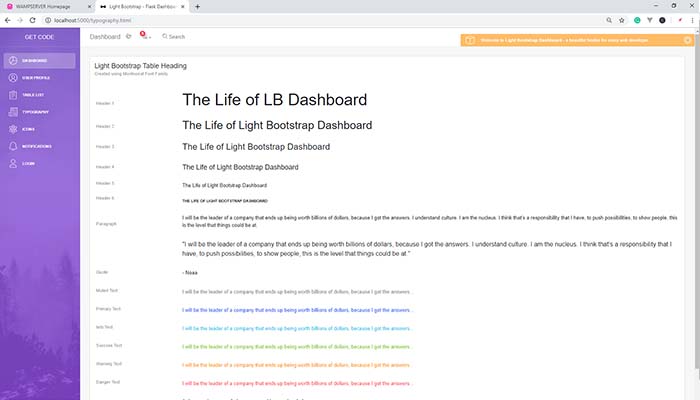 WAMPSERVER Homepage
Light Bootstrap - Flask Dashboard
localhost:5000/typography.html
GET CODE
Dashboard
Search
Welcome to Light Bootstrap Dashboard - a beautiful freebie for every web developer.
DASHBOARD
USER PROFILE
TABLE LIST
TYPOGRAPHY
ICONS
NOTIFICATIONS
LOGIN
Light Bootstrap Table Heading
Created using Montserrat Font Family
Header 1
The Life of LB Dashboard
Header 2
The Life of Light Bootstrap Dashboard
Header 3
The Life of Light Bootstrap Dashboard
Header 4
The Life of Light Bootstrap Dashboard
Header 5
The Life of Light Bootstrap Dashboard
Header 6
THE LIFE OF LIGHT BOOTSTRAP DASHBOARD
Paragraph
I will be the leader of a company that ends up being worth billions of dollars, because I got the answers. I understand culture. I am the nucleus. I think that's a responsibility that I have, to push possibilities, to show people, this
is the level that things could be at.
Quote
"I will be the leader of a company that ends up being worth billions of dollars, because I got the answers. I understand culture. I am the nucleus. I think that's a responsibility that I
have, to push possibilities, to show people, this is the level that things could be at."
- Noaa
Muted Text
I will be the leader of a company that ends up being worth billions of dollars, because I got the answers...
Primary Text
I will be the leader of a company that ends up being worth billions of dollars, because I got the answers...
Info Text
I will be the leader of a company that ends up being worth billions of dollars, because I got the answers...
Success Text
I will be the leader of a company that ends up being worth billions of dollars, because I got the answers...
Warning Text
I will be the leader of a company that ends up being worth billions of dollars, because I got the answers...
Danger Text
I will be the leader of a company that ends up being worth billions of dollars, because I got the answers...